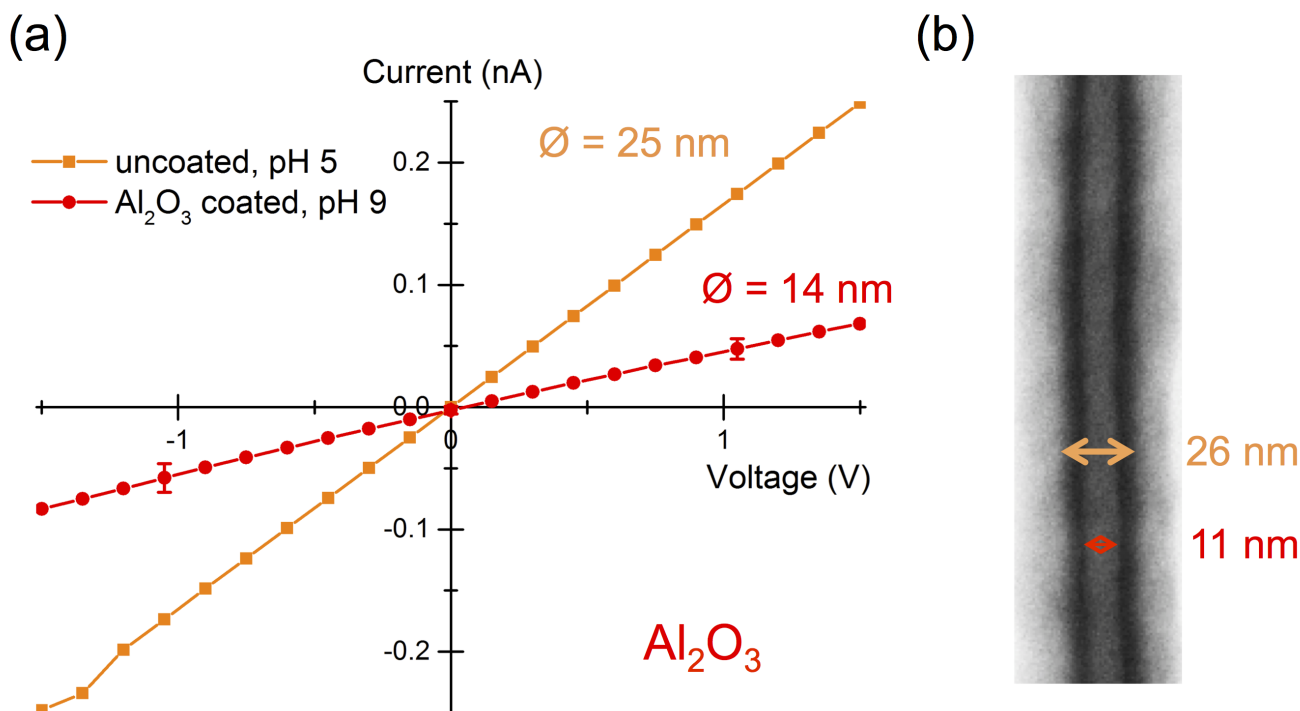 (a)
(b)
Current (nA)
uncoated, pH 5
Al₂O₃ coated, pH 9
Ø = 25 nm
0.2
0.1
Ø = 14 nm
0.0
-1
0
1
Voltage (V)
26 nm
-0.1
11 nm
-0.2
Al₂O₃